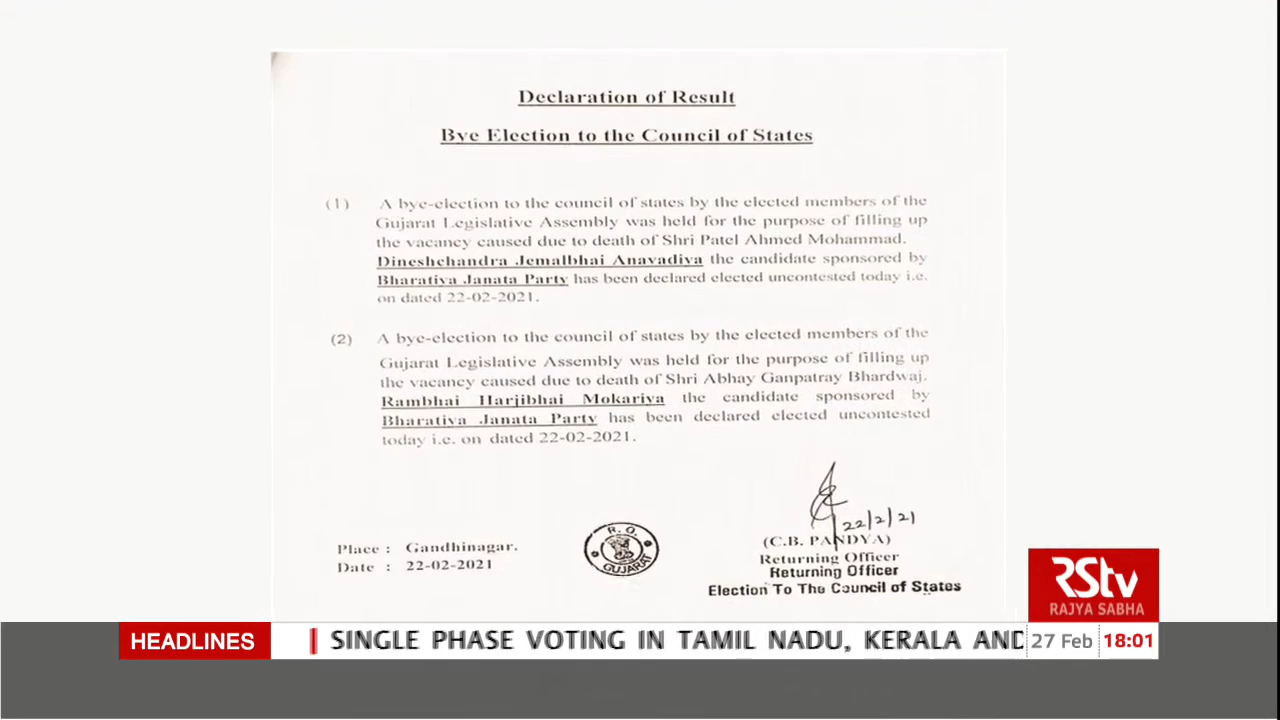 Declaration of Result
Bye Election to the Council of States
(1) A bye-election to the council of states by the elected members of the
Gujarat Legislative Assembly was held for the purpose of filling up
the vacancy caused due to death of Shri Patel Ahmed Mohammad.
Dineshchandra Jemalbhai Anavadiya the candidate sponsored by
Bharatiya Janata Party has been declared elected uncontested today i.e.
on dated 22-02-2021.
(2) A bye-election to the council of states by the elected members of the
Gujarat Legislative Assembly was held for the purpose of filling up
the vacancy caused due to death of Shri Abhay Ganpatray Bhardwaj.
Rambhai Harjibhai Mokariya the candidate sponsored by
Bharatiya Janata Party has been declared elected uncontested
today i.e. on dated 22-02-2021.
22/2/21
(C.B. PANDYA)
Returning Officer
Returning Officer
Election To The Council of States
Place : Gandhinagar.
Date : 22-02-2021
R. O.
GUJARAT
RSTV
RAJYA SABHA
HEADLINES
SINGLE PHASE VOTING IN TAMIL NADU, KERALA AND
27 Feb 18:01